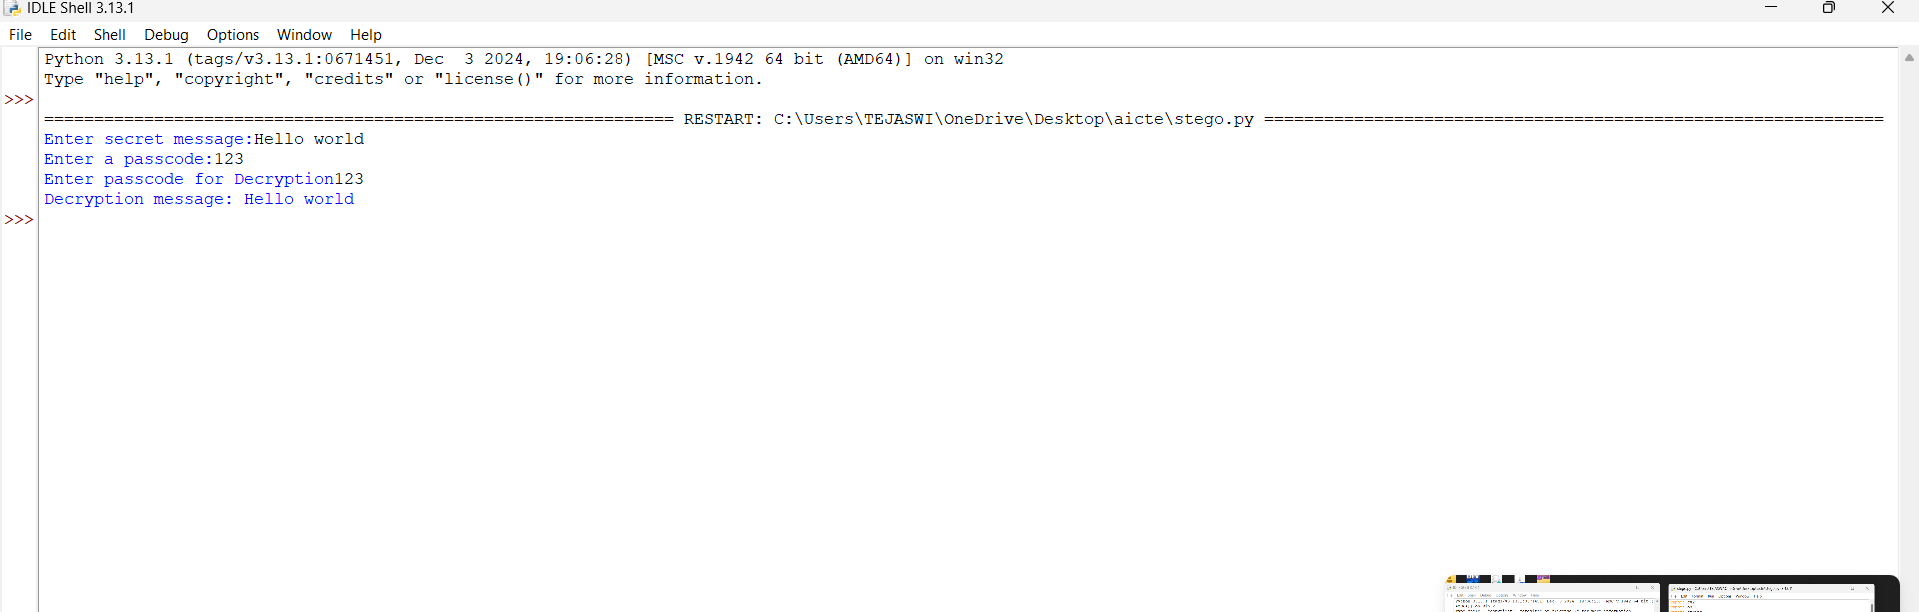 IDLE Shell 3.13.1
File Edit Shell Debug Options Window Help
Python 3.13.1 (tags/v3.13.1:0671451, Dec  3 2024, 19:06:28) [MSC v.1942 64 bit (AMD64)] on win32
Type "help", "copyright", "credits" or "license()" for more information.
>>>
=============================================================== RESTART: C:\Users\TEJASWI\OneDrive\Desktop\aicte\stego.py ==============================================================
Enter secret message:Hello world
Enter a passcode:123
Enter passcode for Decryption123
Decryption message: Hello world
>>>